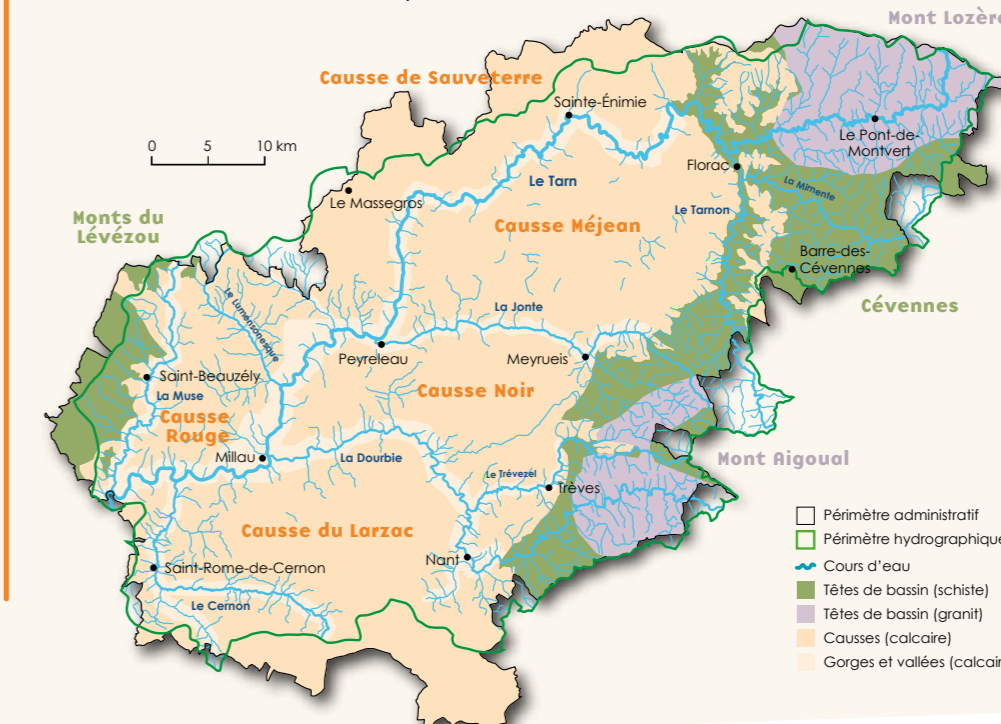 Mont Lozère
Causse de Sauveterre
Sainte-Énimie
Le Pont-de-
Montvert
0 5 10 km
Florac
Le Tarn
La Mimente
Le Massegros
Le Tarnon
Monts du
Lévézou
Causse Méjean
Barre-des-
Cévennes
Le Lumensonesque
La Jonte
Cévennes
Peyreleau
Meyrueis
Saint-Beauzély
La Muse
Causse Noir
Causse
Rouge
Millau
La Dourbie
Mont Aigoual
Le Trévezel
Trèves
Causse du Larzac
Nant
Saint-Rome-de-Cernon
Le Cernon
Périmètre administratif
Périmètre hydrographique
Cours d'eau
Têtes de bassin (schiste)
Têtes de bassin (granit)
Causses (calcaire)
Gorges et vallées (calcair